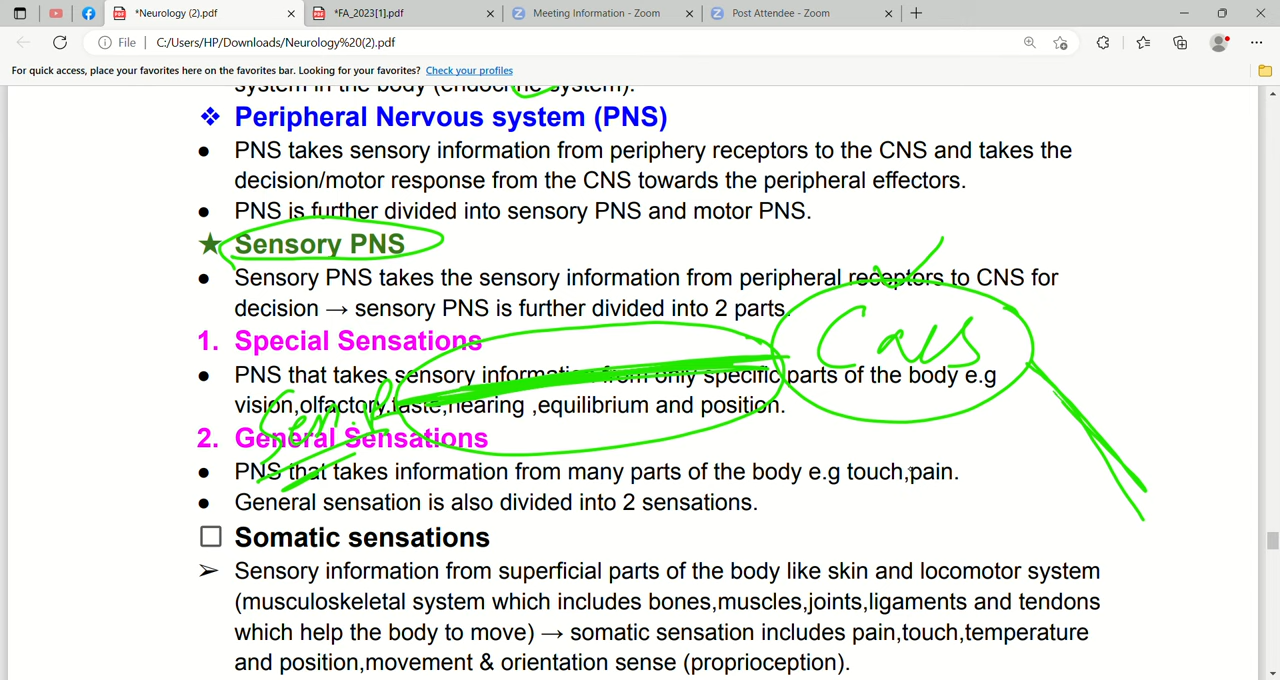 *Neurology (2).pdf
*FA_2023[1].pdf
Meeting Information - Zoom
Post Attendee - Zoom
File
C:/Users/HP/Downloads/Neurology%20(2).pdf
For quick access, place your favorites here on the favorites bar. Looking for your favorites? Check your profiles
system in the body (endocrine system).
❖ Peripheral Nervous system (PNS)
● PNS takes sensory information from periphery receptors to the CNS and takes the
decision/motor response from the CNS towards the peripheral effectors.
● PNS is further divided into sensory PNS and motor PNS.
★ Sensory PNS
● Sensory PNS takes the sensory information from peripheral receptors to CNS for
decision → sensory PNS is further divided into 2 parts.
1. Special Sensations
CNS
● PNS that takes sensory information from only specific parts of the body e.g
vision,olfactory,taste,hearing ,equilibrium and position.
2. General Sensations
● PNS that takes information from many parts of the body e.g touch,pain.
● General sensation is also divided into 2 sensations.
☐ Somatic sensations
➢ Sensory information from superficial parts of the body like skin and locomotor system
(musculoskeletal system which includes bones,muscles,joints,ligaments and tendons
which help the body to move) → somatic sensation includes pain,touch,temperature
and position,movement & orientation sense (proprioception).